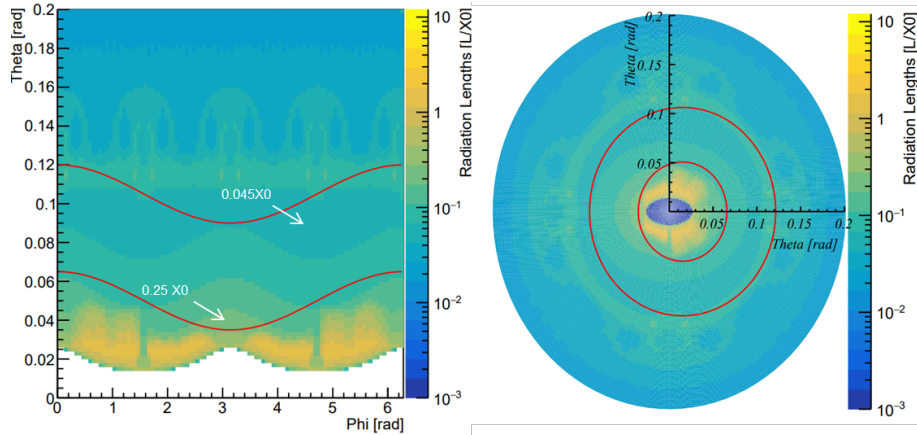 Theta [rad]
0.2
0.18
0.16
0.14
0.12
0.1
0.08
0.06
0.04
0.02
0
0 1 2 3 4 5 6
Phi [rad]
0.045X0
0.25 X0
10
1
10⁻¹
10⁻²
10⁻³
Radiation Lengths [L/X0]
Theta [rad]
0.2
0.15
0.1
0.05
0.05 0.1 0.15 0.2
Theta [rad]
10
1
10⁻¹
10⁻²
10⁻³
Radiation Lengths [L/X0]